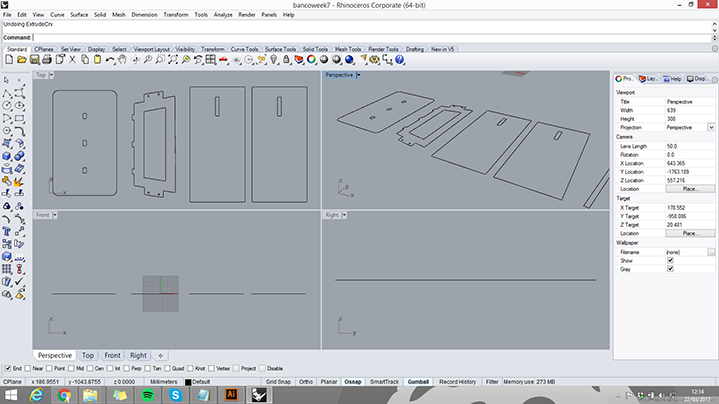 bancoweek7 - Rhinoceros Corporate (64-bit)
File Edit View Curve Surface Solid Mesh Dimension Transform Tools Analyze Render Panels Help
Undoing ExtrudeCrv
Command:
Standard CPlanes Set View Display Select Viewport Layout Visibility Transform Curve Tools Surface Tools Solid Tools Mesh Tools Render Tools Drafting New in V5
Top
Perspective
Front
Right
x
y
z
x
z
x
z
y
Perspective Top Front Right
Pro... Lay... Help Disp...
Viewport
Title Perspective
Width 639
Height 308
Projection Perspective
Camera
Lens Length 50.0
Rotation 0.0
X Location 643.365
Y Location -1763.189
Z Location 557.216
Location Place...
Target
X Target 178.552
Y Target -958.086
Z Target 20.481
Location Place...
Wallpaper
Filename (none)
Show
Gray
End Near Point Mid Cen Int Perp Tan Quad Knot Vertex Project Disable
CPlane x 186.9551 y -1043.8755 z 0.0000 Millimeters Default Grid Snap Ortho Planar Osnap SmartTrack Gumball Record History Filter Memory use: 273 MB
Ai
12:14
22/03/2017